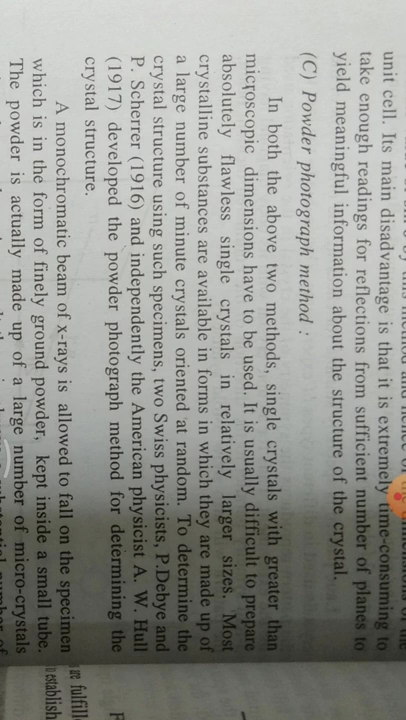 unit cell. Its main disadvantage is that it is extremely time-consuming to
take enough readings for reflections from sufficient number of planes to
yield meaningful information about the structure of the crystal.
(C) Powder photograph method :
In both the above two methods, single crystals with greater than
microscopic dimensions have to be used. It is usually difficult to prepare
absolutely flawless single crystals in relatively larger sizes. Most
crystalline substances are available in forms in which they are made up of
a large number of minute crystals oriented at random. To determine the
crystal structure using such specimens, two Swiss physicists, P.Debye and
P. Scherrer (1916) and independently the American physicist A. W. Hull
(1917) developed the powder photograph method for determining the
crystal structure.
A monochromatic beam of x-rays is allowed to fall on the specimen
which is in the form of finely ground powder, kept inside a small tube.
The powder is actually made up of a large number of micro-crystals
F
fulfill
establish